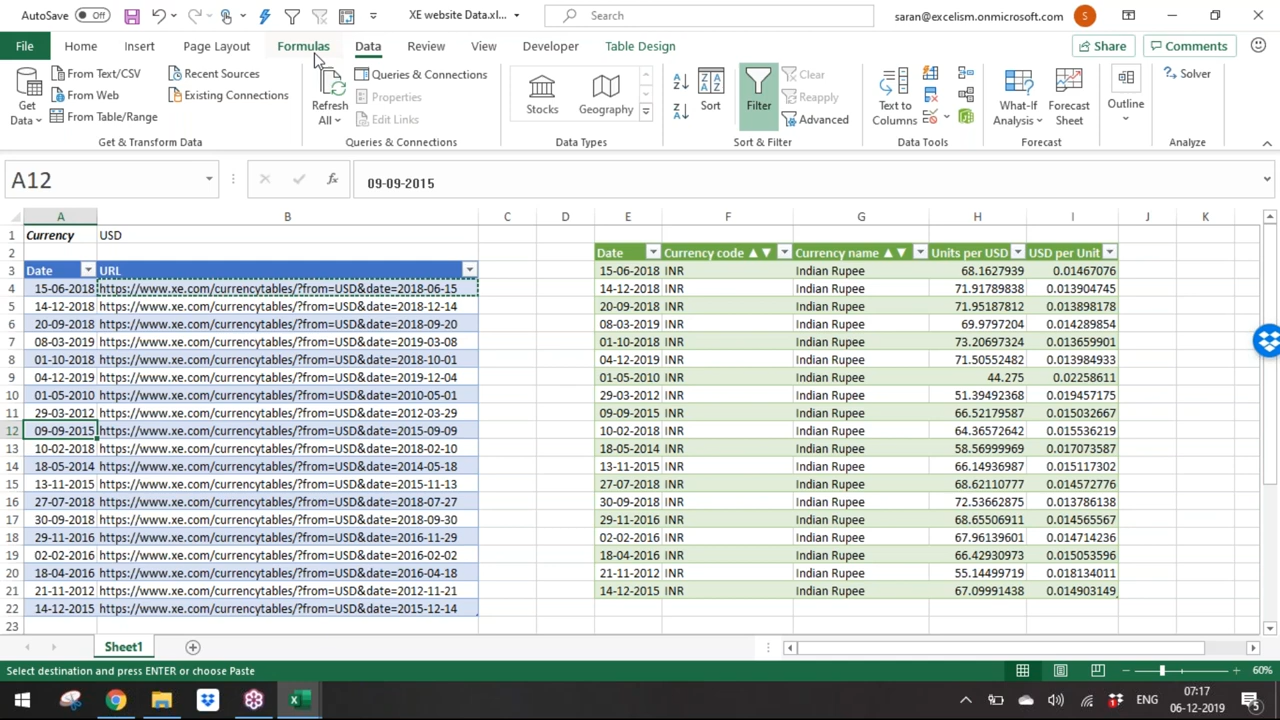 AutoSave Off XE website Data.xl... Search saran@excelism.onmicrosoft.com S
File Home Insert Page Layout Formulas Data Review View Developer Table Design Share Comments
From Text/CSV Recent Sources Queries & Connections Clear Solver
From Web Existing Connections Properties Reapply
From Table/Range Edit Links Advanced
Get Data Refresh All Stocks Geography Sort Filter Text to Columns What-If Analysis Forecast Sheet Outline
Get & Transform Data Queries & Connections Data Types Sort & Filter Data Tools Forecast Analyze
A12 fx 09-09-2015
A B C D E F G H I J K
1 Currency USD
2 Date Currency code ▲▼ Currency name ▲▼ Units per USD USD per Unit
3 Date URL 15-06-2018 INR Indian Rupee 68.1627939 0.01467076
4 15-06-2018 https://www.xe.com/currencytables/?from=USD&date=2018-06-15 14-12-2018 INR Indian Rupee 71.91789838 0.013904745
5 14-12-2018 https://www.xe.com/currencytables/?from=USD&date=2018-12-14 20-09-2018 INR Indian Rupee 71.95187812 0.013898178
6 20-09-2018 https://www.xe.com/currencytables/?from=USD&date=2018-09-20 08-03-2019 INR Indian Rupee 69.9797204 0.014289854
7 08-03-2019 https://www.xe.com/currencytables/?from=USD&date=2019-03-08 01-10-2018 INR Indian Rupee 73.20697324 0.013659901
8 01-10-2018 https://www.xe.com/currencytables/?from=USD&date=2018-10-01 04-12-2019 INR Indian Rupee 71.50552482 0.013984933
9 04-12-2019 https://www.xe.com/currencytables/?from=USD&date=2019-12-04 01-05-2010 INR Indian Rupee 44.275 0.02258611
10 01-05-2010 https://www.xe.com/currencytables/?from=USD&date=2010-05-01 29-03-2012 INR Indian Rupee 51.39492368 0.019457175
11 29-03-2012 https://www.xe.com/currencytables/?from=USD&date=2012-03-29 09-09-2015 INR Indian Rupee 66.52179587 0.015032667
12 09-09-2015 https://www.xe.com/currencytables/?from=USD&date=2015-09-09 10-02-2018 INR Indian Rupee 64.36572642 0.015536219
13 10-02-2018 https://www.xe.com/currencytables/?from=USD&date=2018-02-10 18-05-2014 INR Indian Rupee 58.56999969 0.017073587
14 18-05-2014 https://www.xe.com/currencytables/?from=USD&date=2014-05-18 13-11-2015 INR Indian Rupee 66.14936987 0.015117302
15 13-11-2015 https://www.xe.com/currencytables/?from=USD&date=2015-11-13 27-07-2018 INR Indian Rupee 68.62110777 0.014572776
16 27-07-2018 https://www.xe.com/currencytables/?from=USD&date=2018-07-27 30-09-2018 INR Indian Rupee 72.53662875 0.013786138
17 30-09-2018 https://www.xe.com/currencytables/?from=USD&date=2018-09-30 29-11-2016 INR Indian Rupee 68.65506911 0.014565567
18 29-11-2016 https://www.xe.com/currencytables/?from=USD&date=2016-11-29 02-02-2016 INR Indian Rupee 67.96139601 0.014714236
19 02-02-2016 https://www.xe.com/currencytables/?from=USD&date=2016-02-02 18-04-2016 INR Indian Rupee 66.42930973 0.015053596
20 18-04-2016 https://www.xe.com/currencytables/?from=USD&date=2016-04-18 21-11-2012 INR Indian Rupee 55.14499719 0.018134011
21 21-11-2012 https://www.xe.com/currencytables/?from=USD&date=2012-11-21 14-12-2015 INR Indian Rupee 67.09991438 0.014903149
22 14-12-2015 https://www.xe.com/currencytables/?from=USD&date=2015-12-14
23
Sheet1
Select destination and press ENTER or choose Paste 60%
ENG 07:17
06-12-2019 5